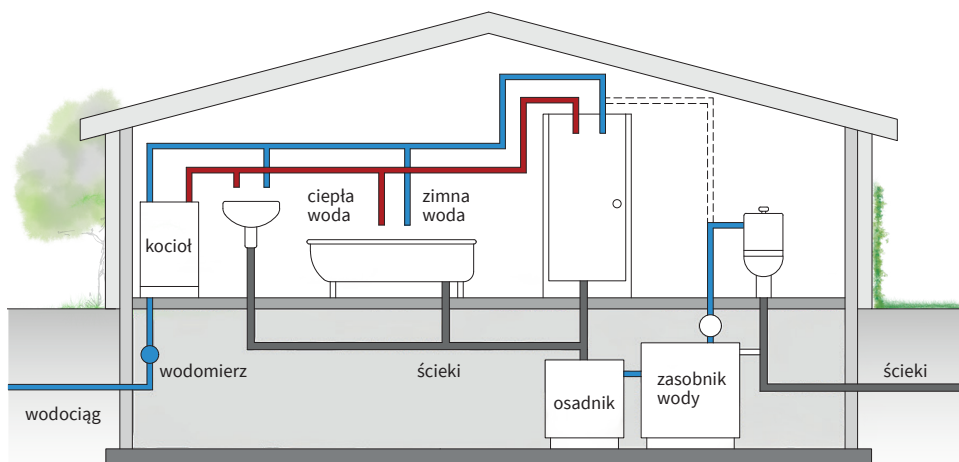 ciepła
woda
zimna
woda
kocioł
wodomierz
ścieki
zasobnik
wody
ścieki
osadnik
wodociąg